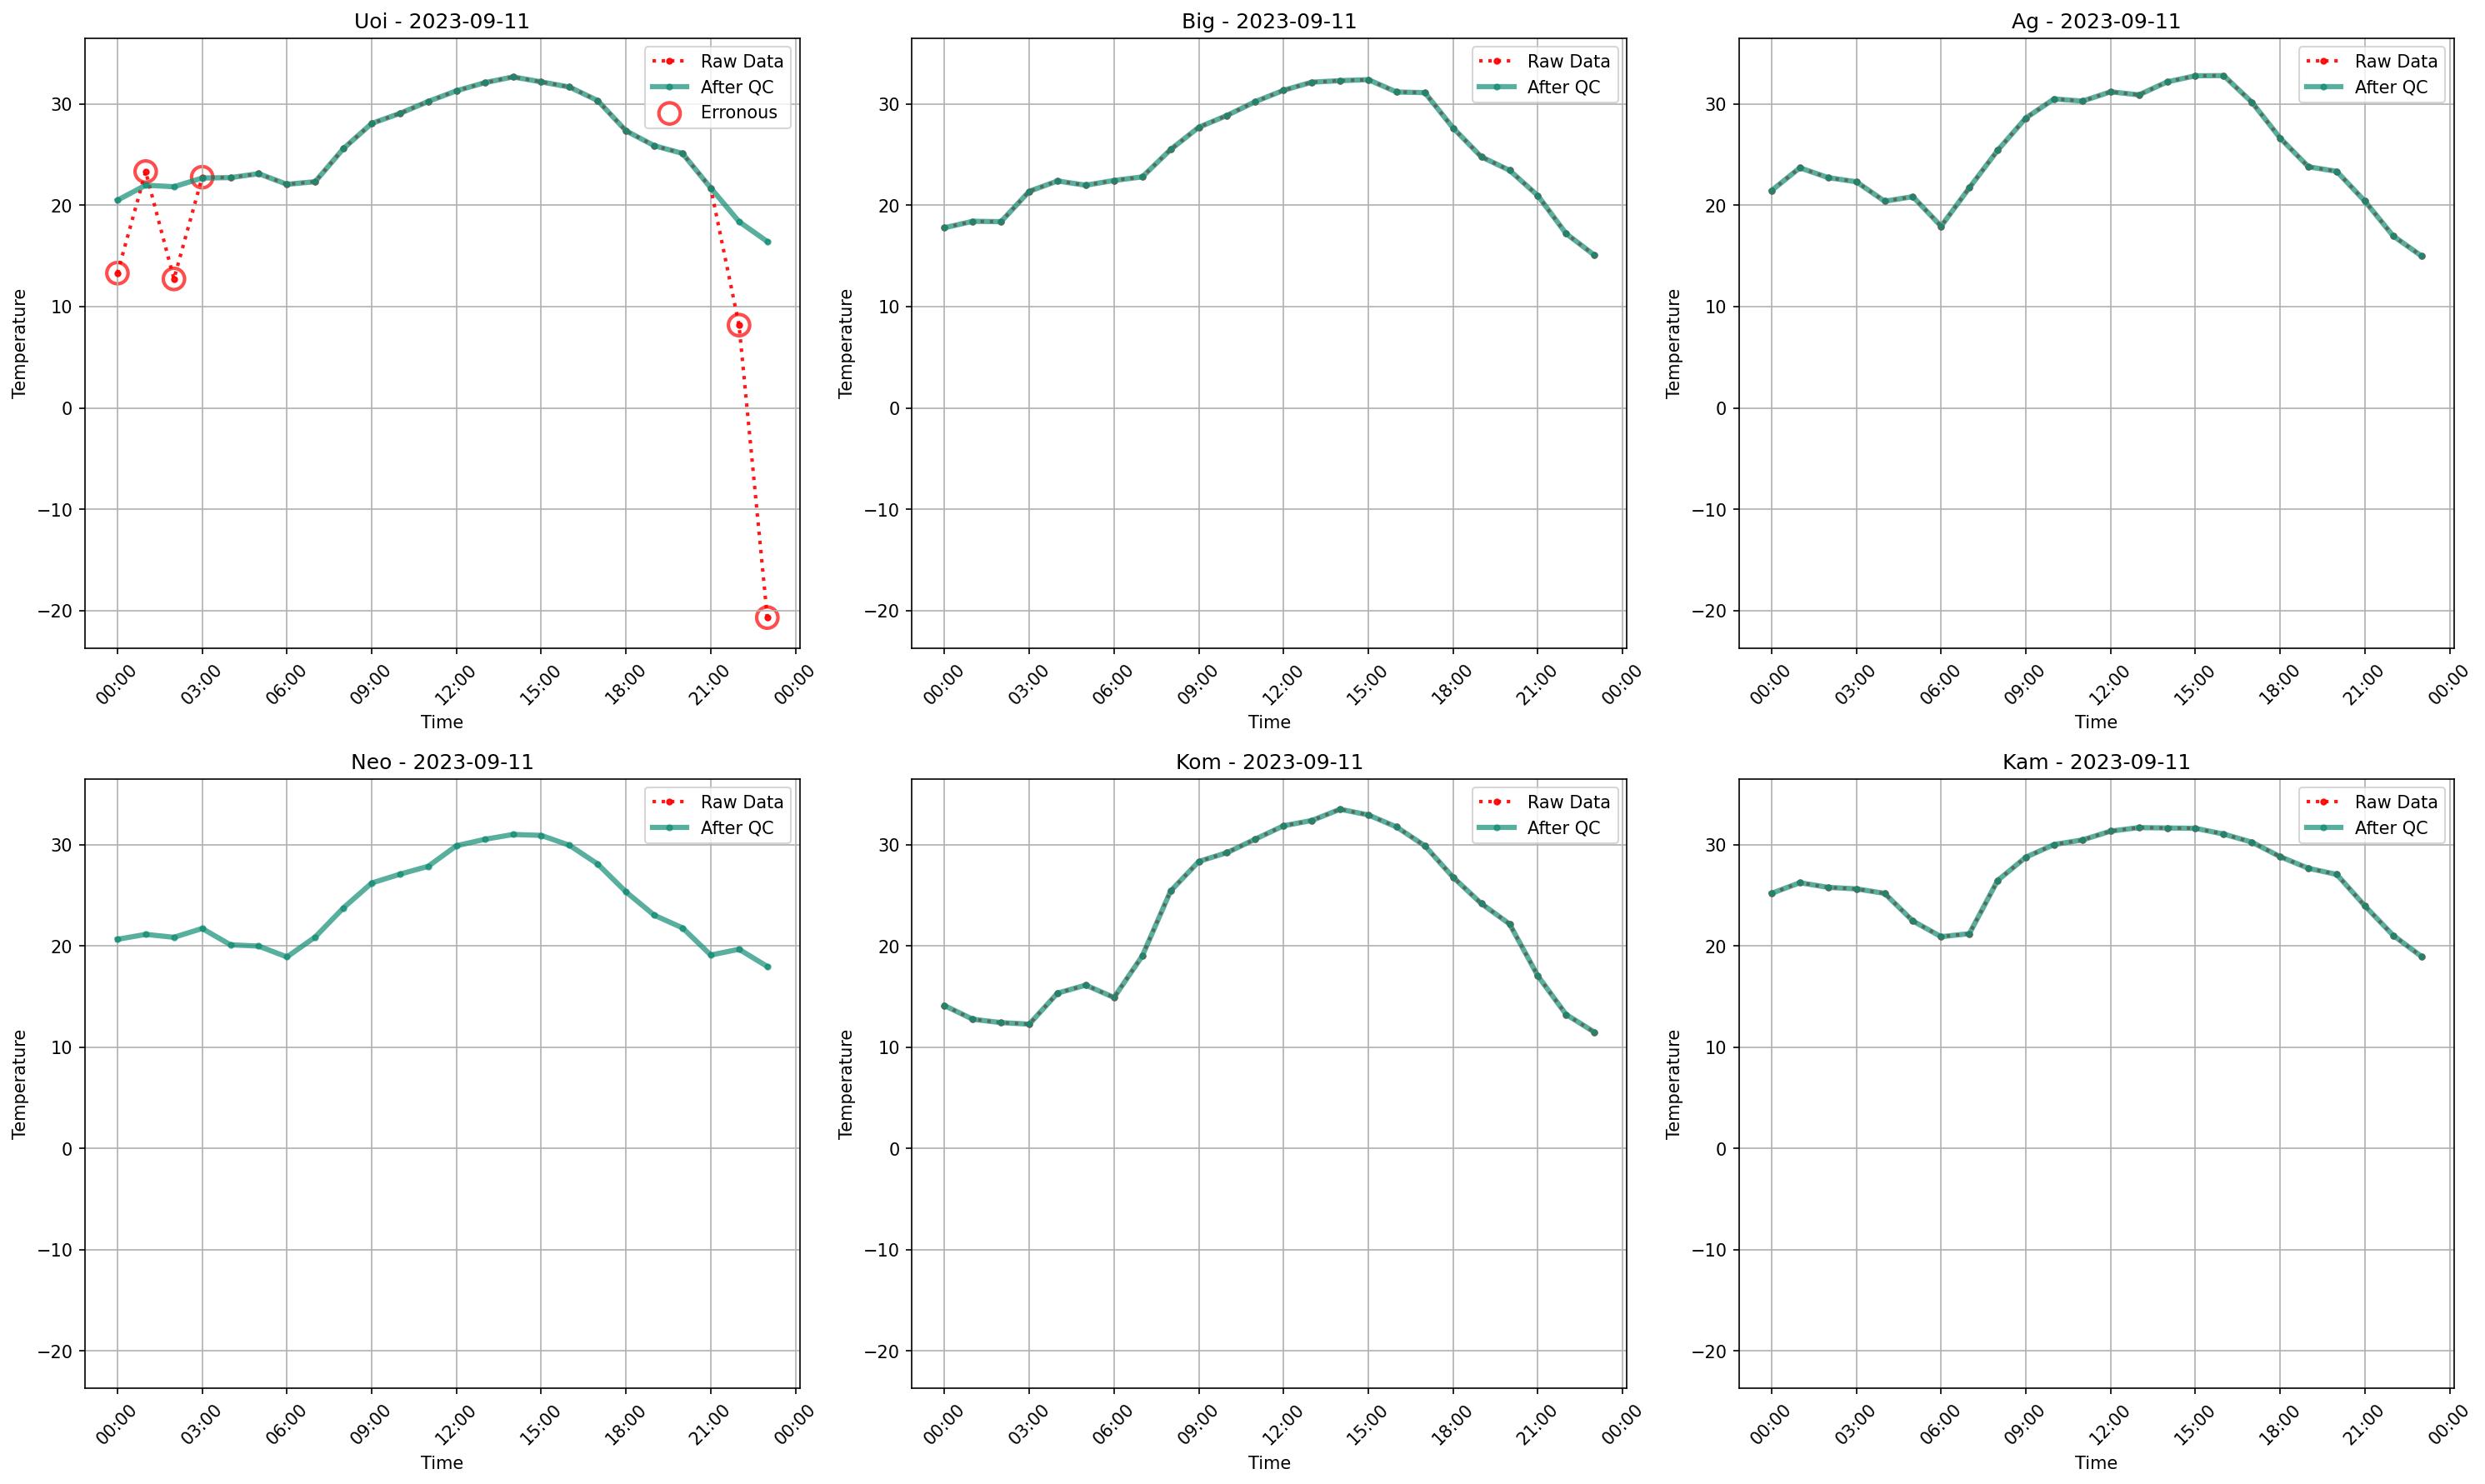 Uoi - 2023-09-11
Raw Data
After QC
Erronous
30
20
10
0
−10
−20
Temperature
00:00
03:00
06:00
09:00
12:00
15:00
18:00
21:00
00:00
Time
Big - 2023-09-11
Raw Data
After QC
30
20
10
0
−10
−20
Temperature
00:00
03:00
06:00
09:00
12:00
15:00
18:00
21:00
00:00
Time
Ag - 2023-09-11
Raw Data
After QC
30
20
10
0
−10
−20
Temperature
00:00
03:00
06:00
09:00
12:00
15:00
18:00
21:00
00:00
Time
Neo - 2023-09-11
Raw Data
After QC
30
20
10
0
−10
−20
Temperature
00:00
03:00
06:00
09:00
12:00
15:00
18:00
21:00
00:00
Time
Kom - 2023-09-11
Raw Data
After QC
30
20
10
0
−10
−20
Temperature
00:00
03:00
06:00
09:00
12:00
15:00
18:00
21:00
00:00
Time
Kam - 2023-09-11
Raw Data
After QC
30
20
10
0
−10
−20
Temperature
00:00
03:00
06:00
09:00
12:00
15:00
18:00
21:00
00:00
Time